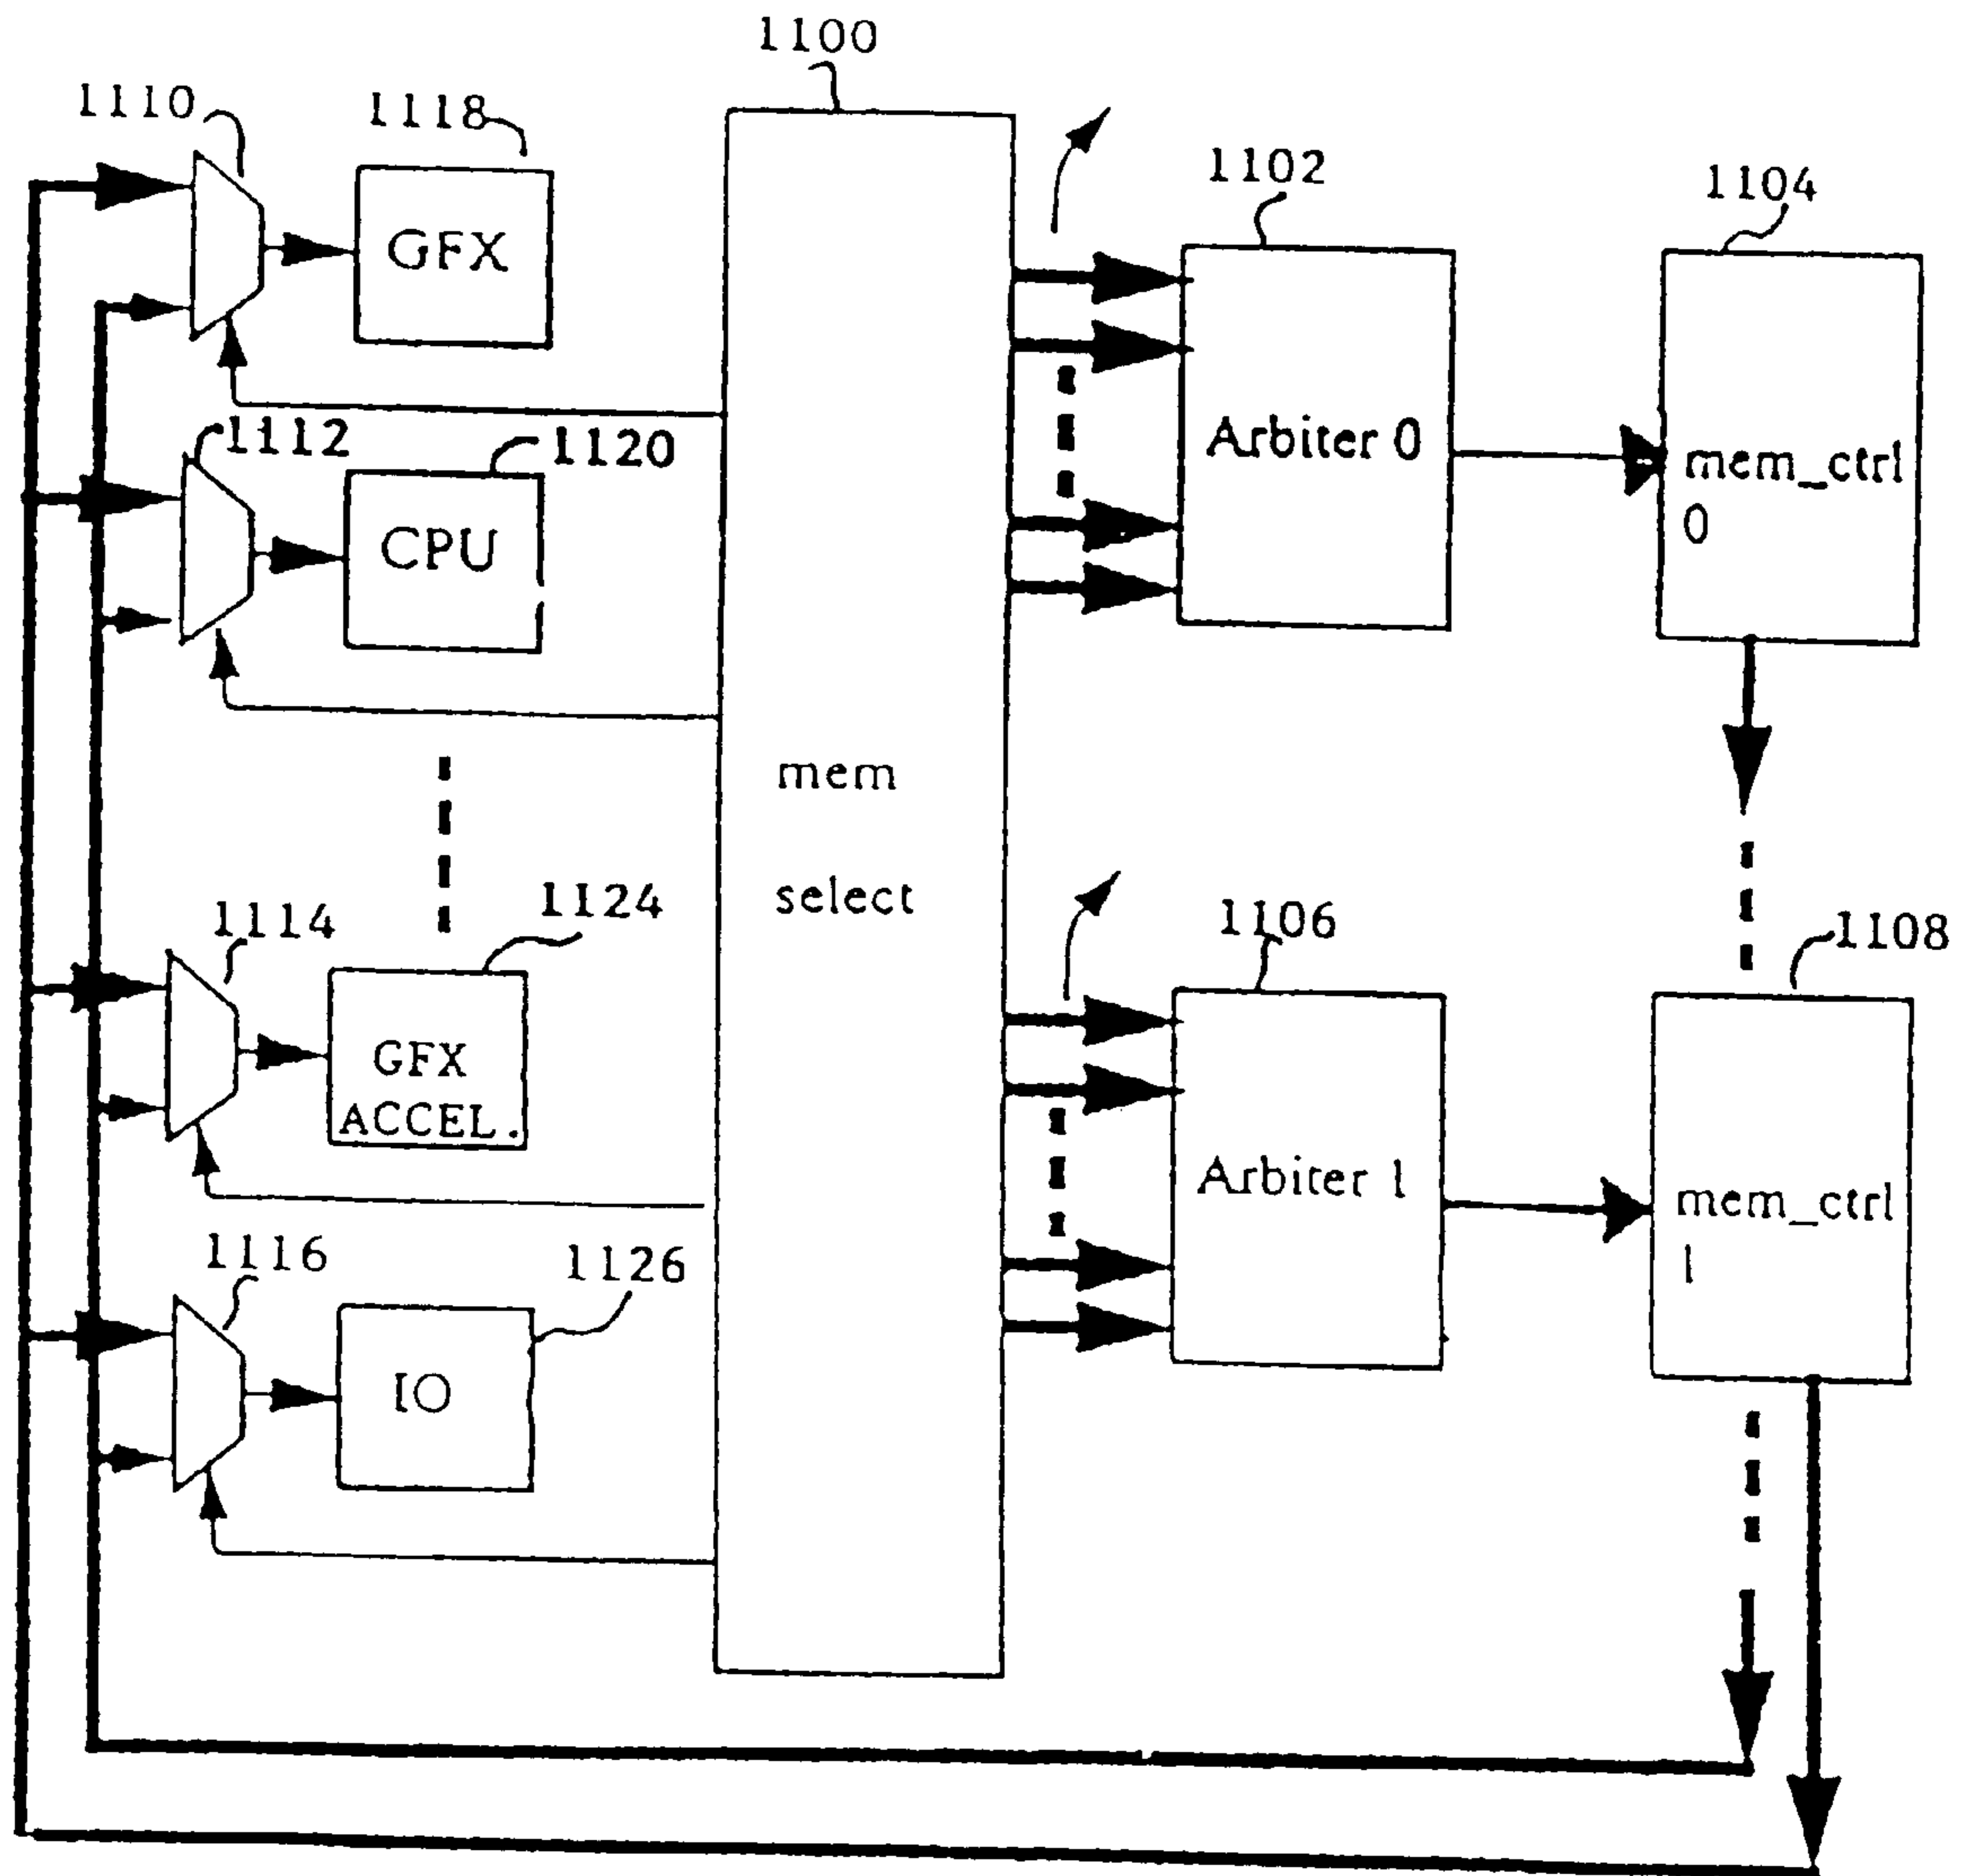 1100
1110
1118
1102
1104
GFX
1112
1120
Arbiter 0
mem_ctrl
0
CPU
mem
select
1114
1124
1106
1108
GFX
ACCEL.
Arbiter 1
mem_ctrl
1
1116
1126
IO